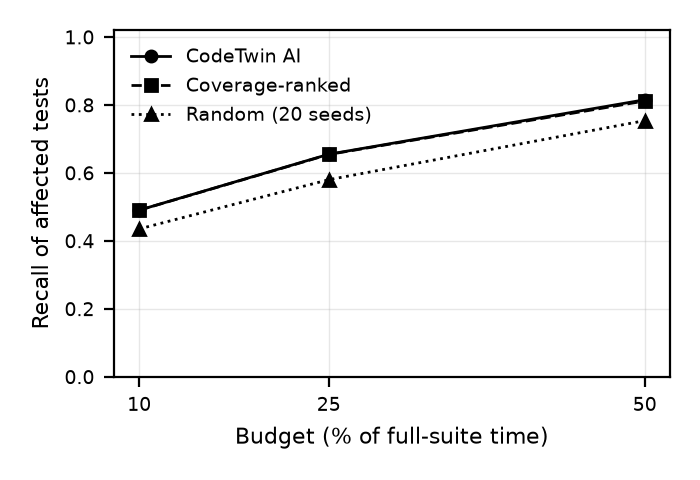 1.0
0.8
0.6
0.4
0.2
0.0
Recall of affected tests
CodeTwin AI
Coverage-ranked
Random (20 seeds)
10
25
50
Budget (% of full-suite time)